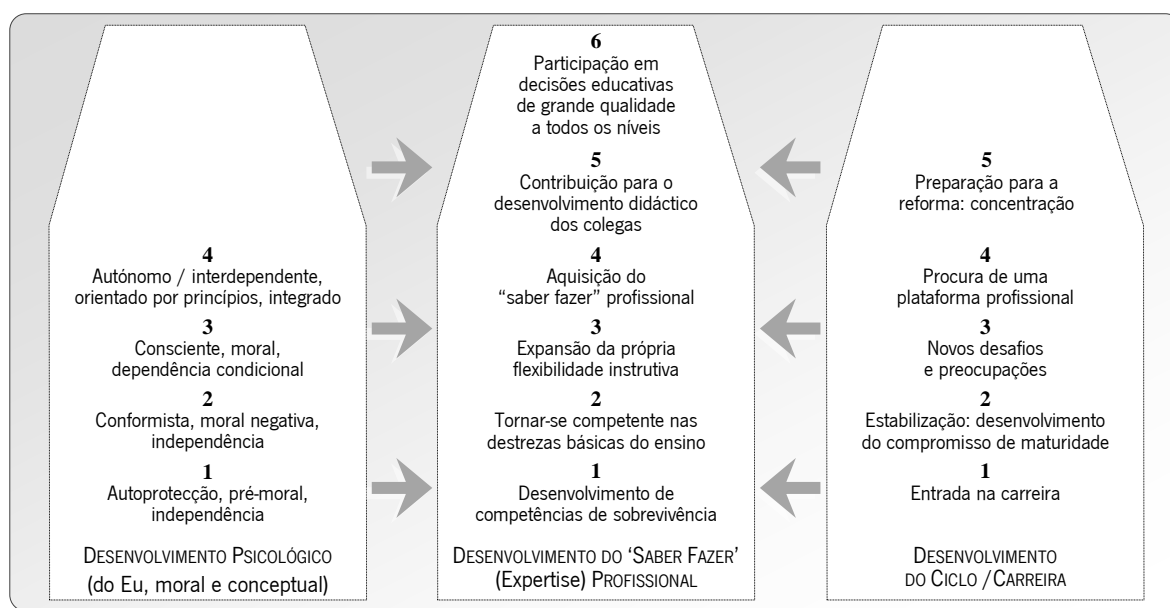 4
Autónomo / interdependente,
orientado por princípios, integrado
3
Consciente, moral,
dependência condicional
2
Conformista, moral negativa,
independência
1
Autoprotecção, pré-moral,
independência
DESENVOLVIMENTO PSICOLÓGICO
(do Eu, moral e conceptual)
6
Participação em
decisões educativas
de grande qualidade
a todos os níveis
5
Contribuição para o
desenvolvimento didáctico
dos colegas
4
Aquisição do
“saber fazer” profissional
3
Expansão da própria
flexibilidade instrutiva
2
Tornar-se competente nas
destrezas básicas do ensino
1
Desenvolvimento de
competências de sobrevivência
DESENVOLVIMENTO DO ‘SABER FAZER’
(Expertise) PROFISSIONAL
5
Preparação para a
reforma: concentração
4
Procura de uma
plataforma profissional
3
Novos desafios
e preocupações
2
Estabilização: desenvolvimento
do compromisso de maturidade
1
Entrada na carreira
DESENVOLVIMENTO
DO CICLO /CARREIRA